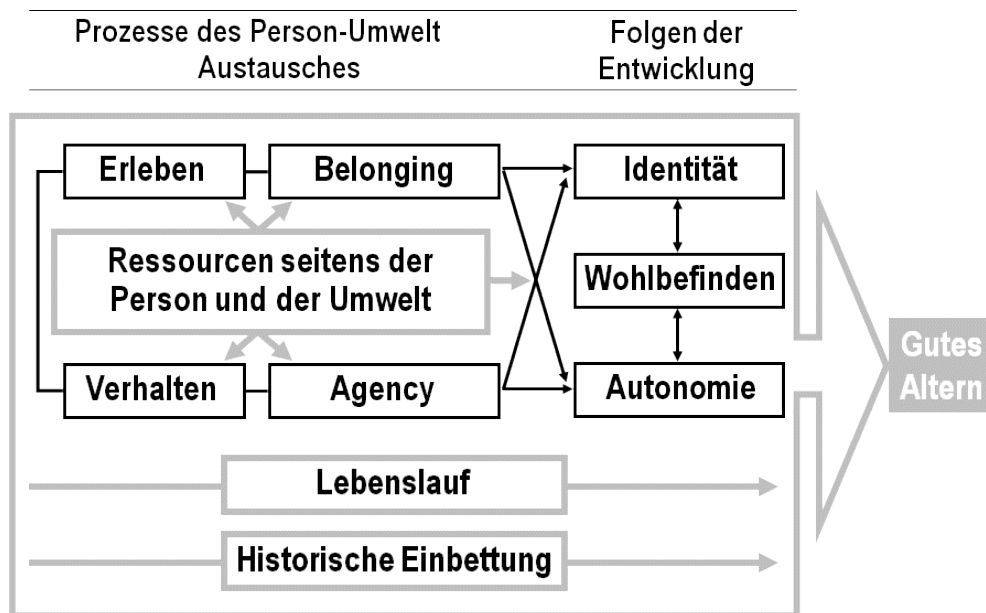 Prozesse des Person-Umwelt
Austausches
Folgen der
Entwicklung
Erleben
Belonging
Identität
Ressourcen seitens der
Person und der Umwelt
Wohlbefinden
Verhalten
Agency
Autonomie
Gutes
Altern
Lebenslauf
Historische Einbettung